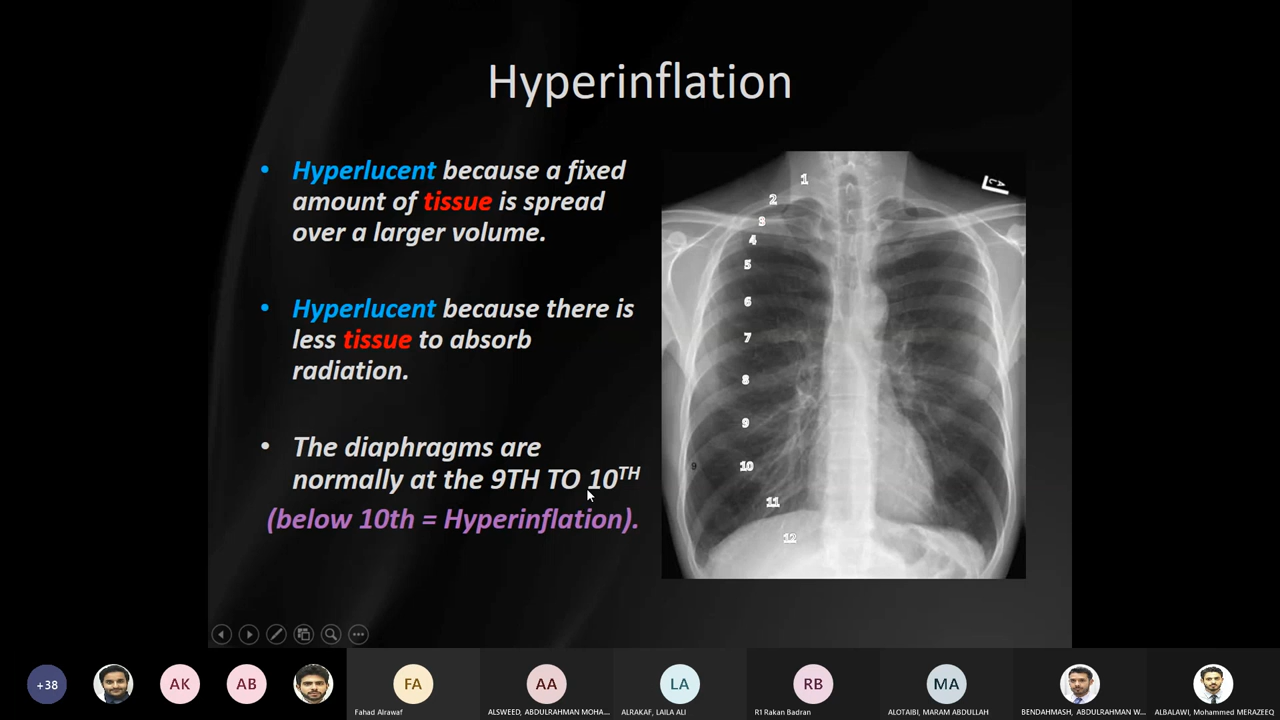 Hyperinflation
• Hyperlucent because a fixed
amount of tissue is spread
over a larger volume.
• Hyperlucent because there is
less tissue to absorb
radiation.
• The diaphragms are
normally at the 9TH TO 10TH
(below 10th = Hyperinflation).
1
2
3
4
5
6
7
8
9
9
10
11
12
+38
AK
AB
FA
AA
LA
RB
MA
Fahad Alrawaf
ALSWEED, ABDULRAHMAN MOHA...
ALRAKAF, LAILA ALI
R1 Rakan Badran
ALOTAIBI, MARAM ABDULLAH
BENDAHMASH, ABDULRAHMAN W...
ALBALAWI, Mohammed MERAZEEQ